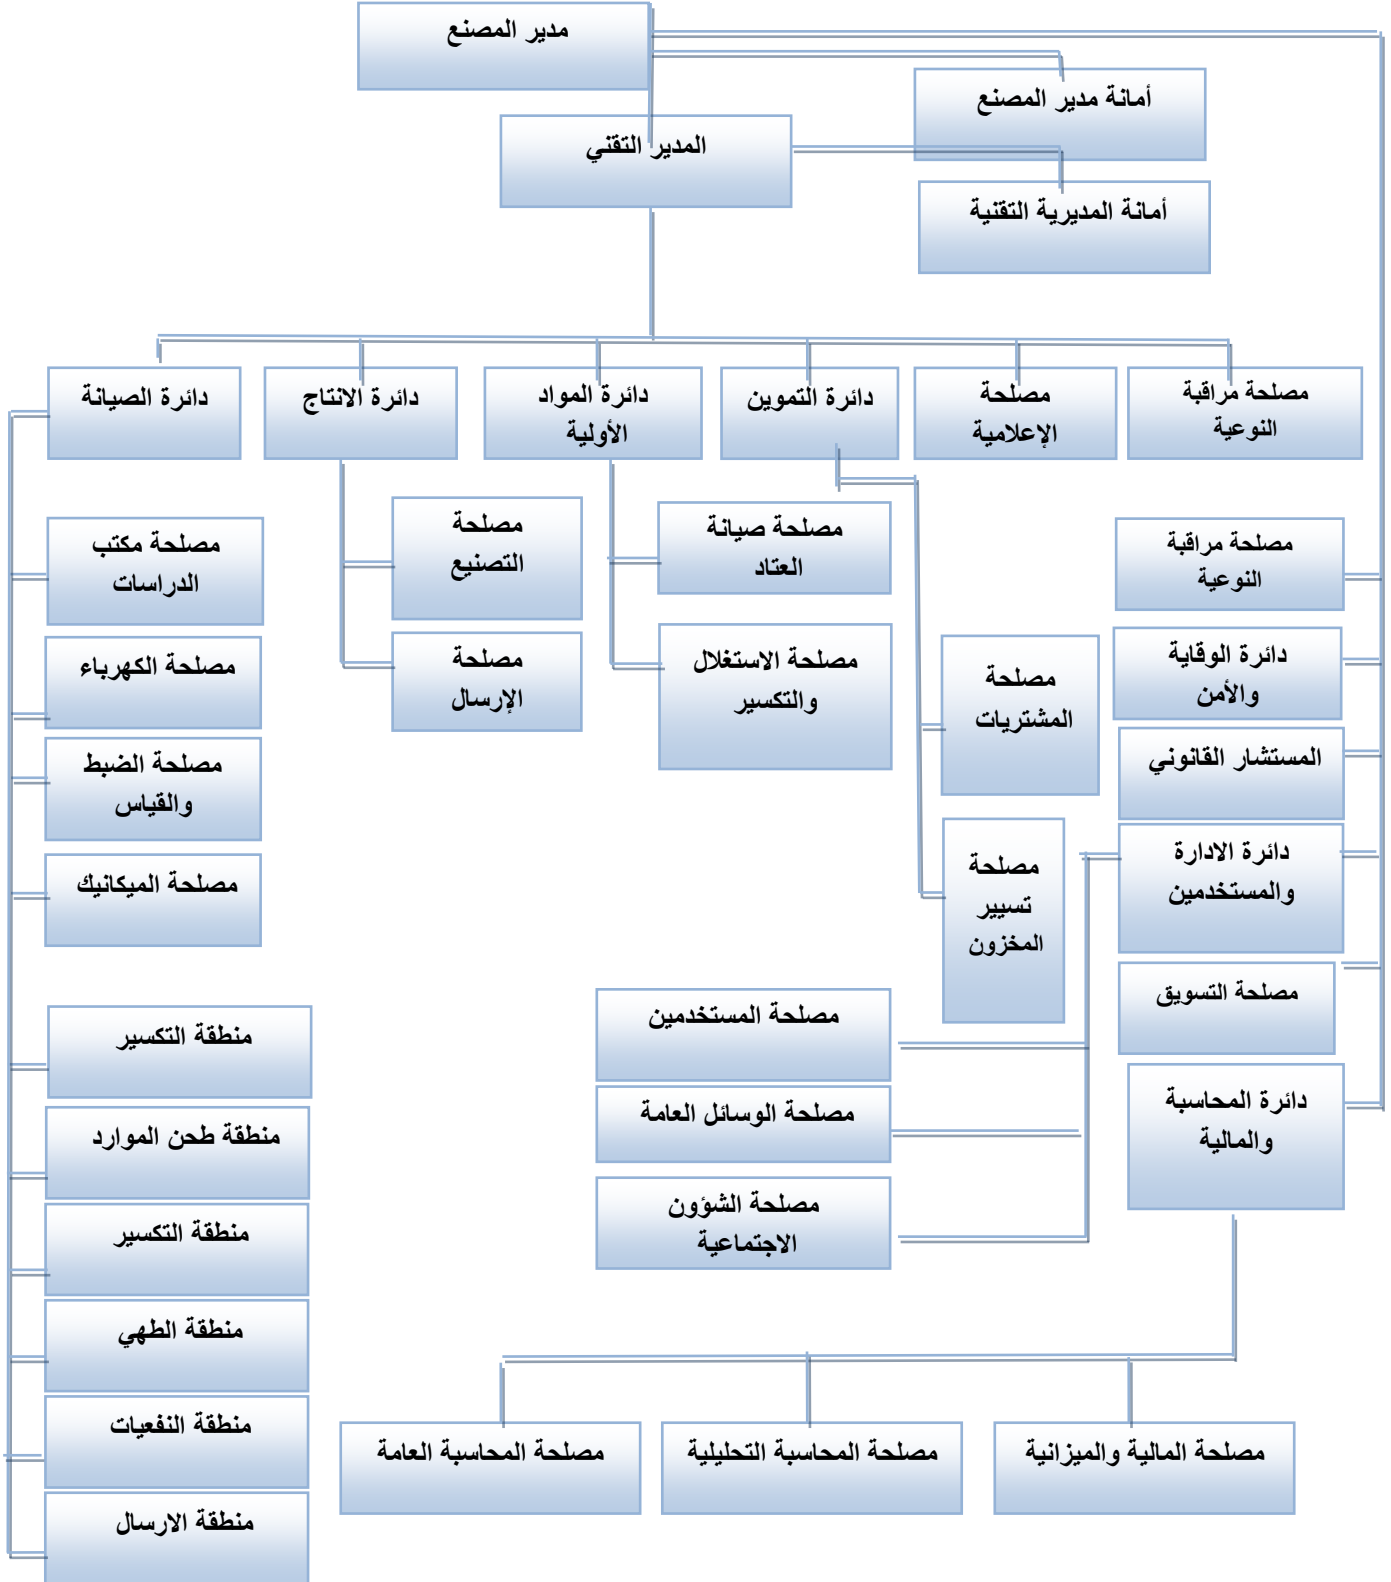 مدير المصنع
أمانة مدير المصنع
المدير التقني
أمانة المديرية التقنية
مصلحة مراقبة
النوعية
مصلحة
الإعلامية
دائرة التموين
دائرة المواد
الأولية
دائرة الانتاج
دائرة الصيانة
مصلحة مراقبة
النوعية
دائرة الوقاية
والأمن
المستشار القانوني
دائرة الادارة
والمستخدمين
مصلحة التسويق
دائرة المحاسبة
والمالية
مصلحة
المشتريات
مصلحة
تسيير
المخزون
مصلحة صيانة
العتاد
مصلحة الاستغلال
والتكسير
مصلحة
التصنيع
مصلحة
الإرسال
مصلحة مكتب
الدراسات
مصلحة الكهرباء
مصلحة الضبط
والقياس
مصلحة الميكانيك
منطقة التكسير
منطقة طحن الموارد
منطقة التكسير
منطقة الطهي
منطقة النفعيات
منطقة الارسال
مصلحة المستخدمين
مصلحة الوسائل العامة
مصلحة الشؤون
الاجتماعية
مصلحة المالية والميزانية
مصلحة المحاسبة التحليلية
مصلحة المحاسبة العامة